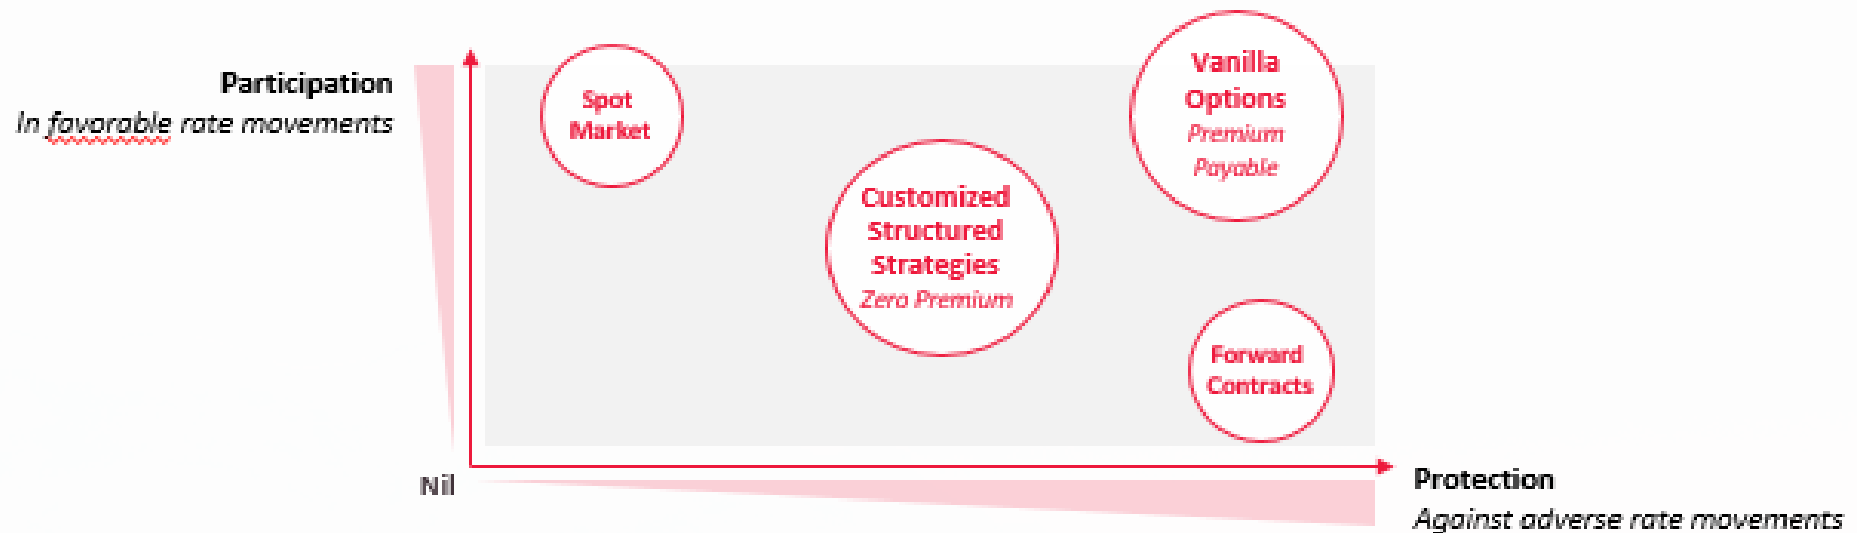 Participation
In favorable rate movements
Spot
Market
Vanilla
Options
Premium
Payable
Customized
Structured
Strategies
Zero Premium
Forward
Contracts
Nil
Protection
Against adverse rate movements